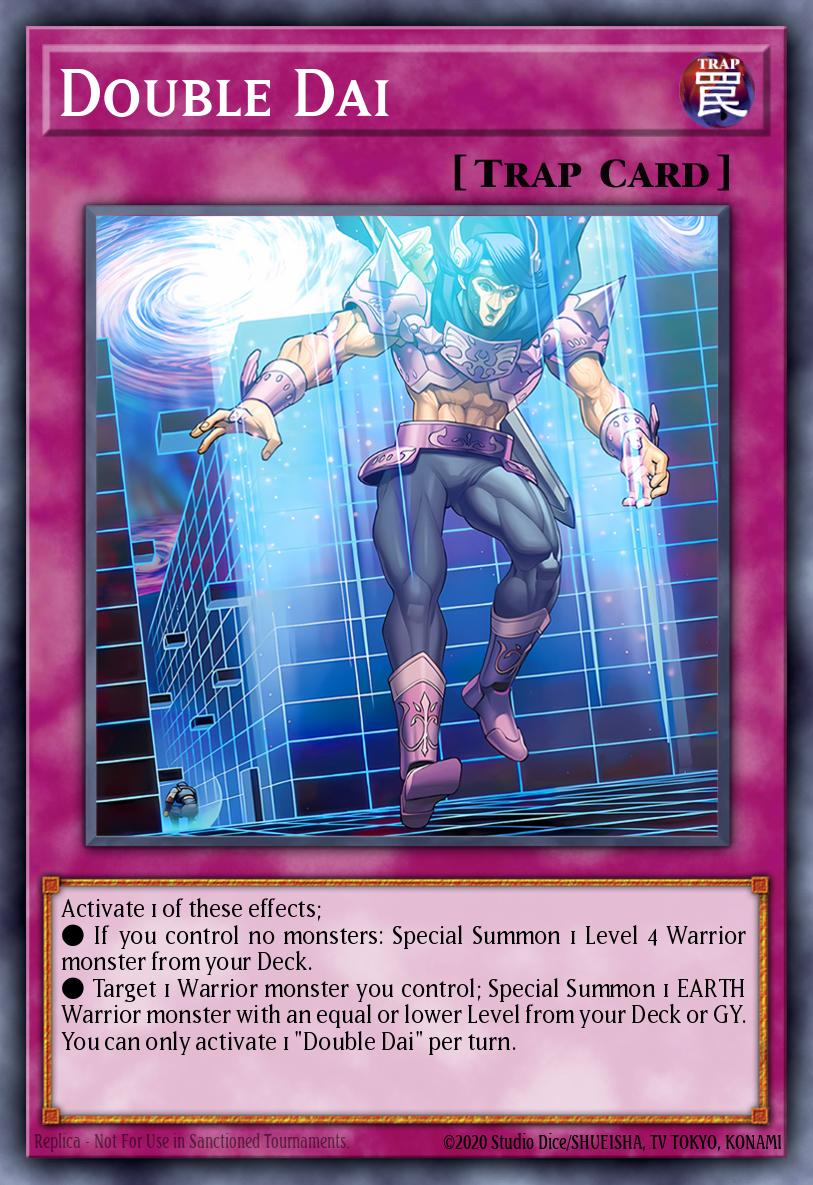 DOUBLE DAI
TRAP
罠
[TRAP CARD]
Activate 1 of these effects;
● If you control no monsters: Special Summon 1 Level 4 Warrior
monster from your Deck.
● Target 1 Warrior monster you control; Special Summon 1 EARTH
Warrior monster with an equal or lower Level from your Deck or GY.
You can only activate 1 "Double Dai" per turn.
Replica - Not For Use in Sanctioned Tournaments.
©2020 Studio Dice/SHUEISHA, TV TOKYO, KONAMI